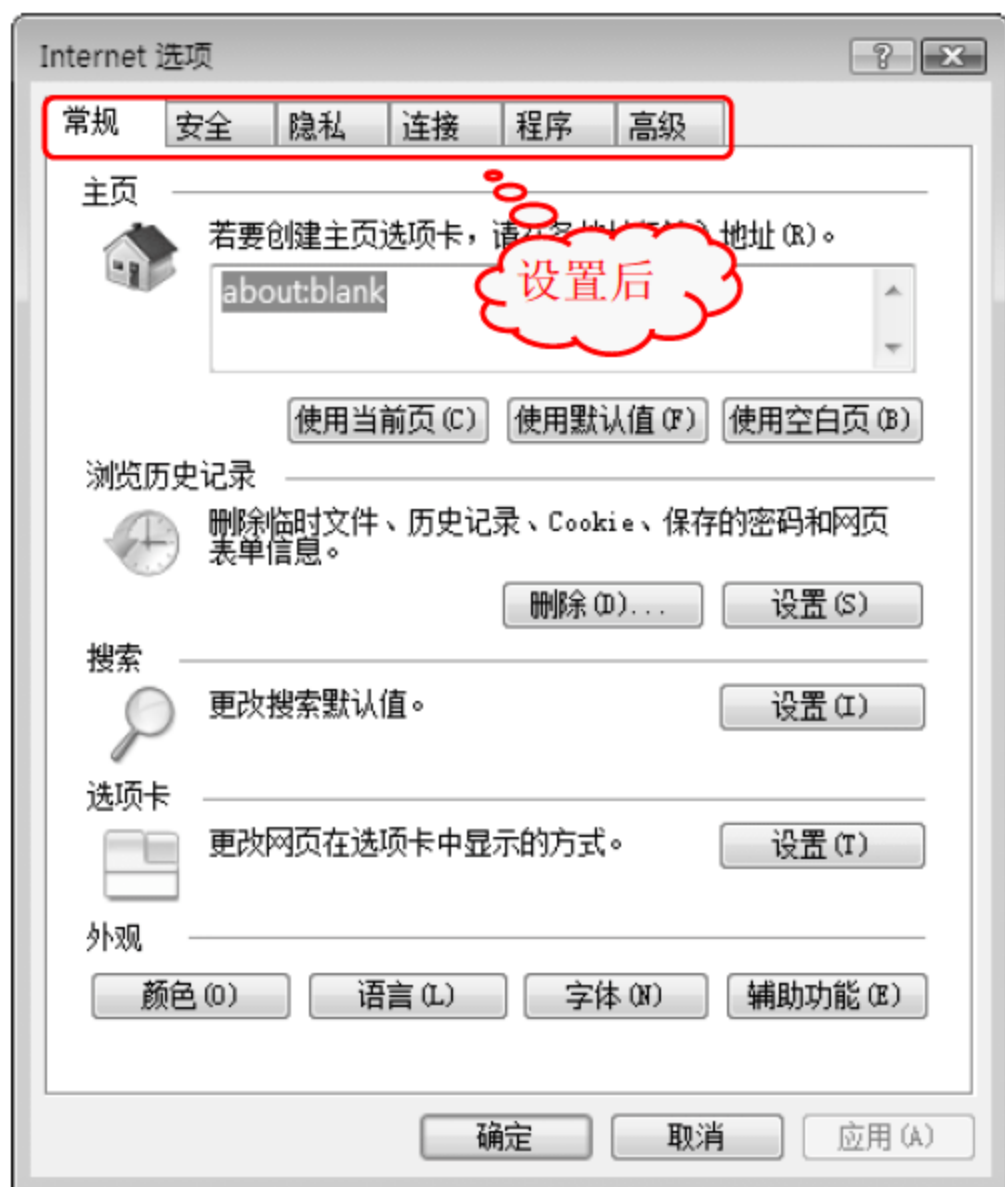 Internet 选项
常规 安全 隐私 连接 程序 高级
主页
若要创建主页选项卡，请 地址(R)。
设置后
about:blank
使用当前页(C) 使用默认值(F) 使用空白页(B)
浏览历史记录
删除临时文件、历史记录、Cookie、保存的密码和网页
表单信息。
删除(D)... 设置(S)
搜索
更改搜索默认值。 设置(I)
选项卡
更改网页在选项卡中显示的方式。 设置(T)
外观
颜色(O) 语言(L) 字体(N) 辅助功能(E)
确定 取消 应用(A)